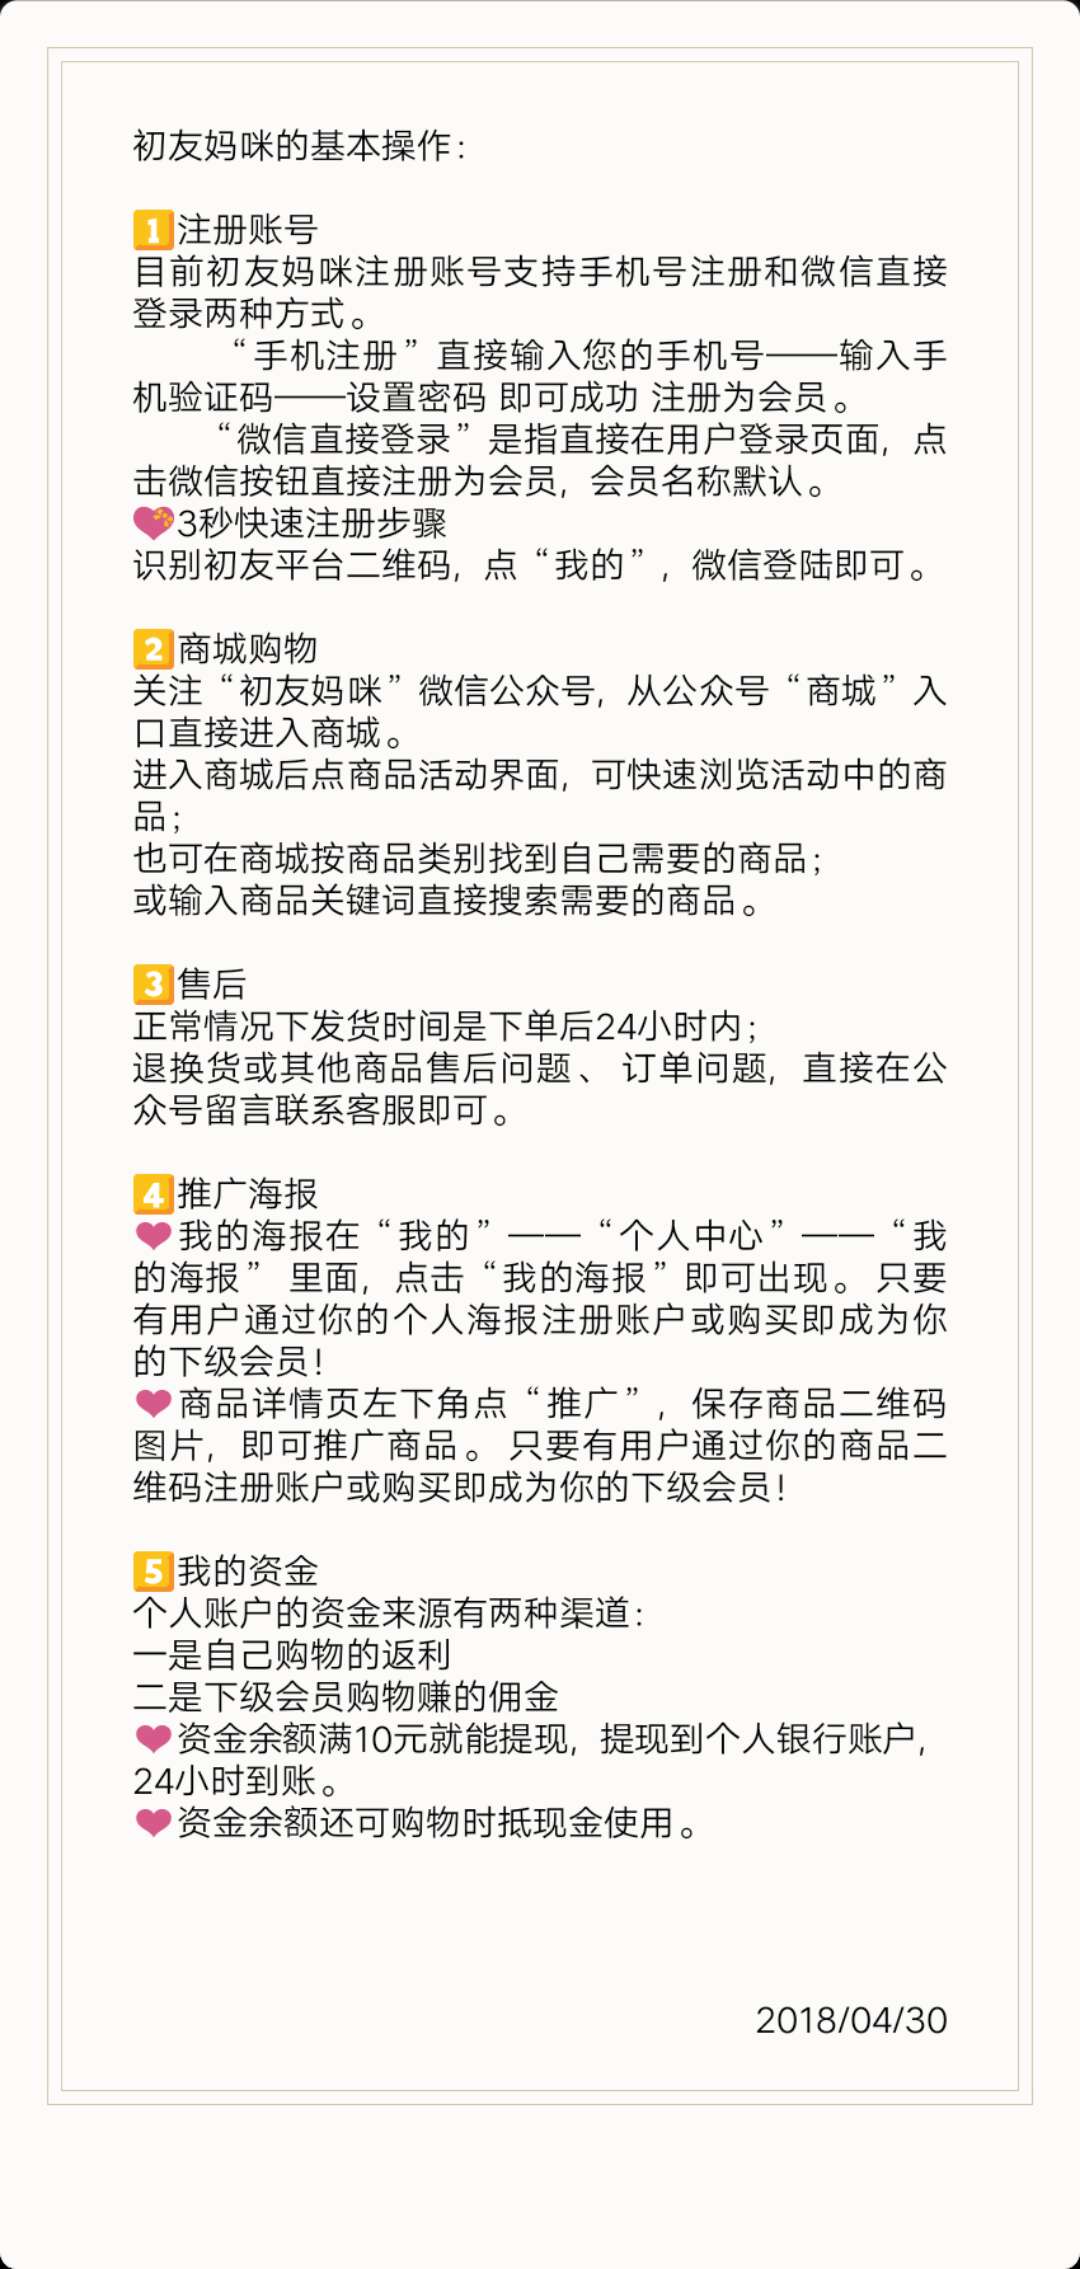 初友妈咪的基本操作：
1️⃣注册账号
目前初友妈咪注册账号支持手机号注册和微信直接
登录两种方式。
“手机注册”直接输入您的手机号——输入手
机验证码——设置密码 即可成功 注册为会员。
“微信直接登录”是指直接在用户登录页面，点
击微信按钮直接注册为会员，会员名称默认。
💝3秒快速注册步骤
识别初友平台二维码，点“我的”，微信登陆即可。
2️⃣商城购物
关注“初友妈咪”微信公众号，从公众号“商城”入
口直接进入商城。
进入商城后点商品活动界面，可快速浏览活动中的商
品；
也可在商城按商品类别找到自己需要的商品；
或输入商品关键词直接搜索需要的商品。
3️⃣售后
正常情况下发货时间是下单后24小时内；
退换货或其他商品售后问题、 订单问题，直接在公
众号留言联系客服即可。
4️⃣推广海报
❤我的海报在“我的”——“个人中心”——“我
的海报” 里面，点击“我的海报”即可出现。 只要
有用户通过你的个人海报注册账户或购买即成为你
的下级会员！
❤商品详情页左下角点“推广”，保存商品二维码
图片，即可推广商品。 只要有用户通过你的商品二
维码注册账户或购买即成为你的下级会员！
5️⃣我的资金
个人账户的资金来源有两种渠道：
一是自己购物的返利
二是下级会员购物赚的佣金
❤资金余额满10元就能提现，提现到个人银行账户，
24小时到账。
❤资金余额还可购物时抵现金使用。
2018/04/30